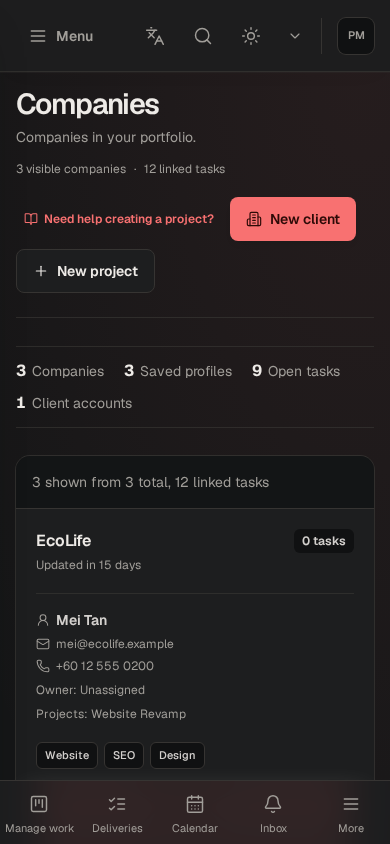 Menu
PM
Companies
Companies in your portfolio.
3 visible companies · 12 linked tasks
Need help creating a project?
New client
New project
3 Companies 3 Saved profiles 9 Open tasks
1 Client accounts
3 shown from 3 total, 12 linked tasks
EcoLife
0 tasks
Updated in 15 days
Mei Tan
mei@ecolife.example
+60 12 555 0200
Owner: Unassigned
Projects: Website Revamp
Website SEO Design
Manage work Deliveries Calendar Inbox More